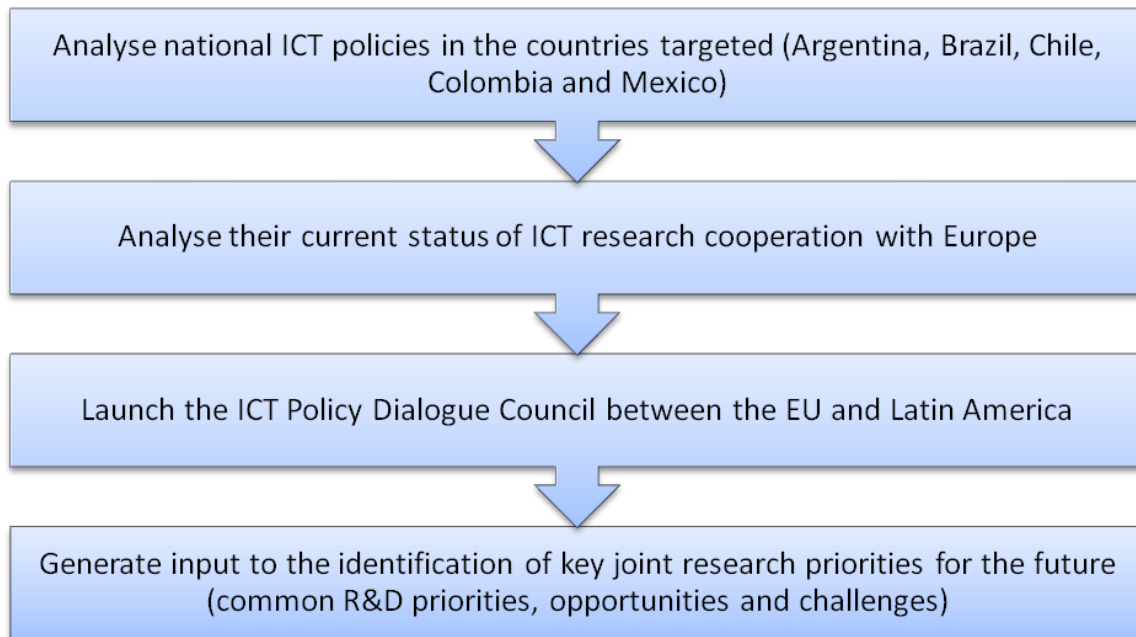 Analyse national ICT policies in the countries targeted (Argentina, Brazil, Chile,
Colombia and Mexico)
Analyse their current status of ICT research cooperation with Europe
Launch the ICT Policy Dialogue Council between the EU and Latin America
Generate input to the identification of key joint research priorities for the future
(common R&D priorities, opportunities and challenges)